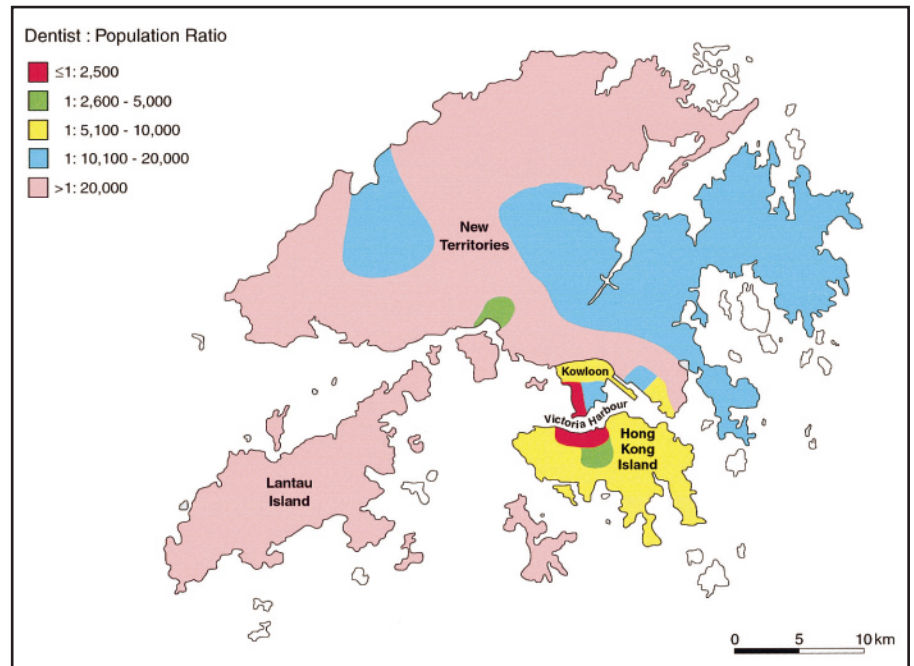 Dentist : Population Ratio
≤1: 2,500
1: 2,600 - 5,000
1: 5,100 - 10,000
1: 10,100 - 20,000
>1: 20,000
New
Territories
Kowloon
Victoria Harbour
Hong
Kong
Island
Lantau
Island
0 5 10 km